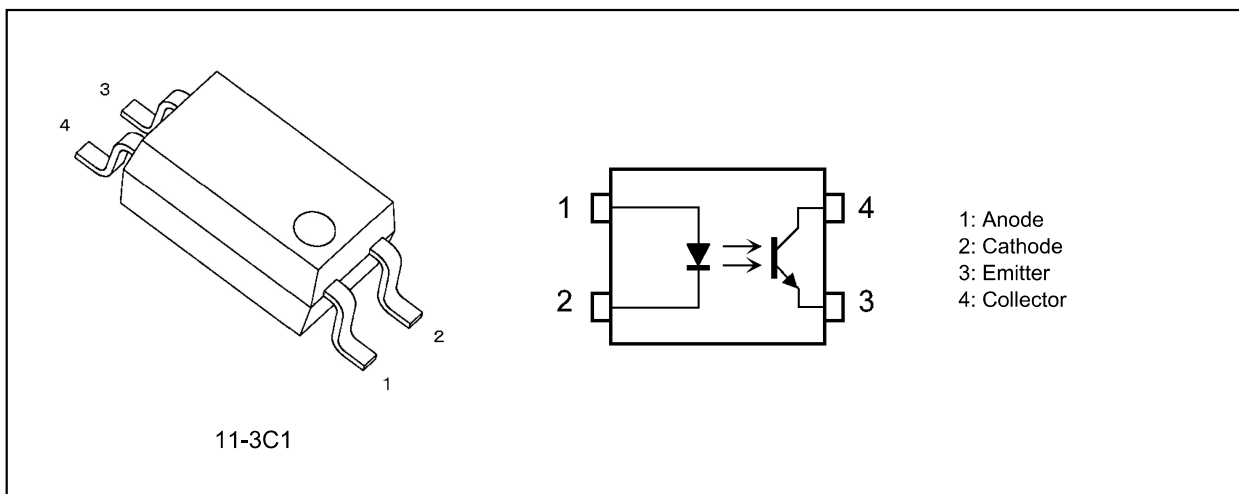 3
4
2
1
11-3C1
1
4
2
3
1: Anode
2: Cathode
3: Emitter
4: Collector